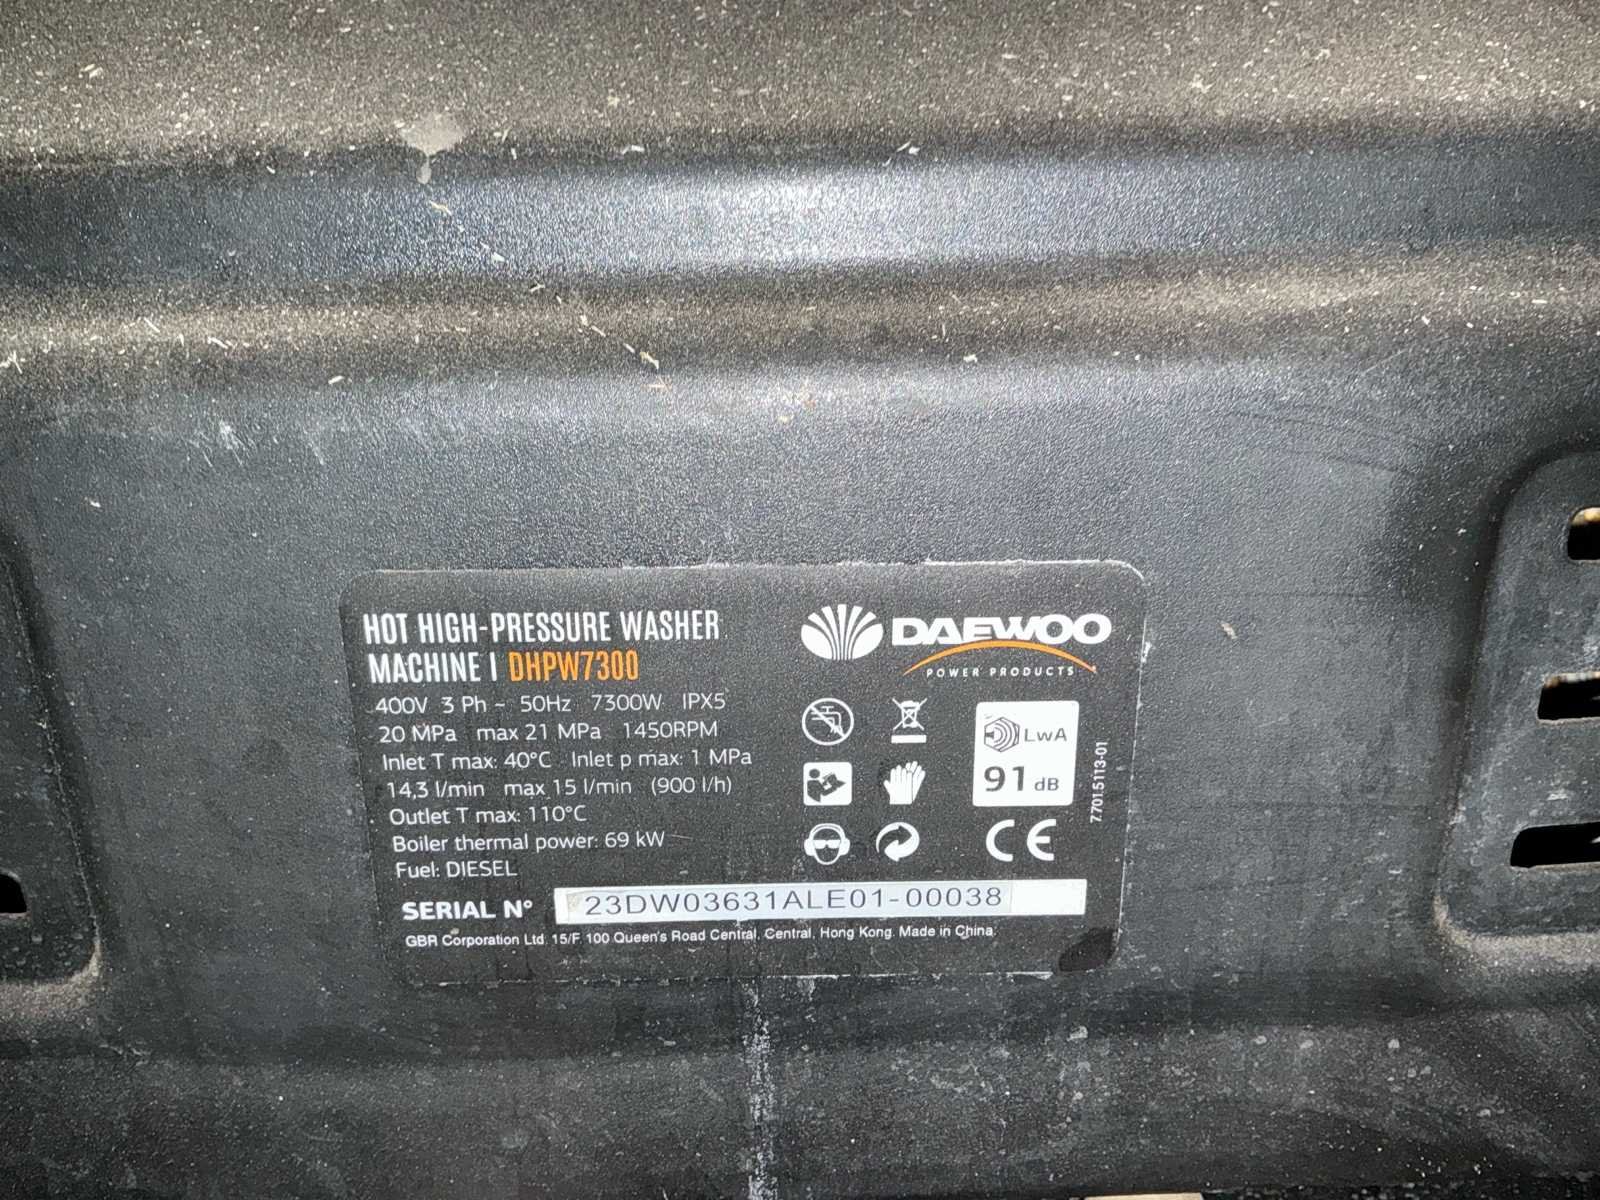 HOT HIGH-PRESSURE WASHER
MACHINE | DHPW7300
400V 3 Ph ~ 50Hz 7300W IPX5
20 MPa max 21 MPa 1450RPM
Inlet T max: 40°C Inlet p max: 1 MPa
14,3 l/min max 15 l/min (900 l/h)
Outlet T max: 110°C
Boiler thermal power: 69 kW
Fuel: DIESEL
DAEWOO
POWER PRODUCTS
LwA
91 dB
CE
77015113-01
SERIAL N° 23DW03631ALE01-00038
GBR Corporation Ltd. 15/F 100 Queen's Road Central, Central, Hong Kong. Made in China.